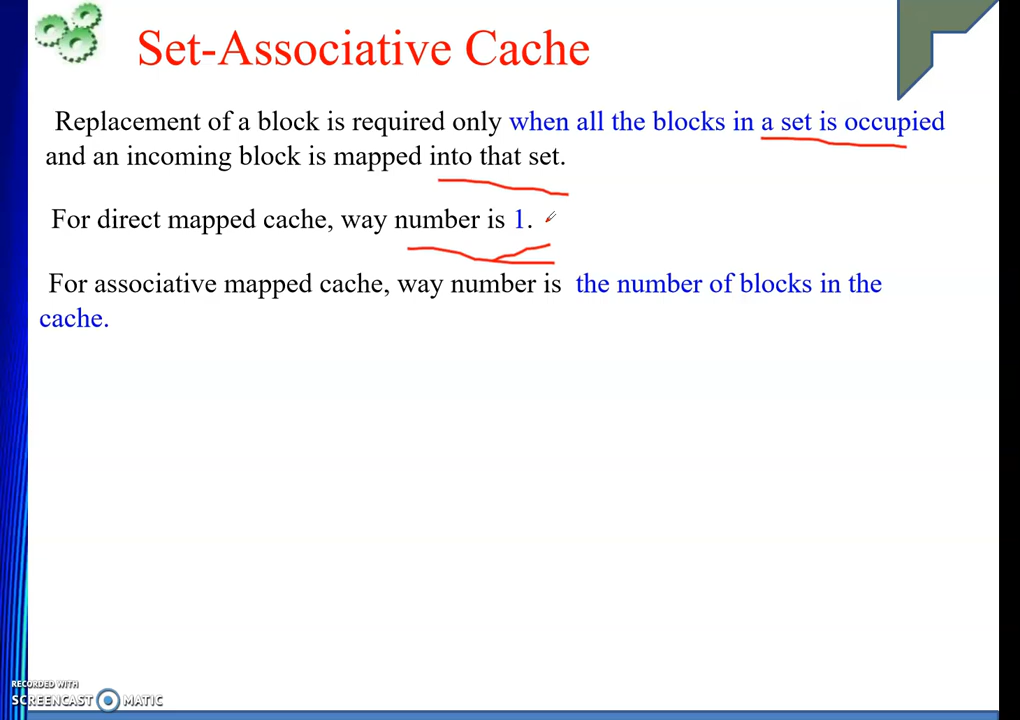 Set-Associative Cache
Replacement of a block is required only when all the blocks in a set is occupied
and an incoming block is mapped into that set.
For direct mapped cache, way number is 1.
For associative mapped cache, way number is the number of blocks in the
cache.
RECORDED WITH
SCREENCAST MATIC